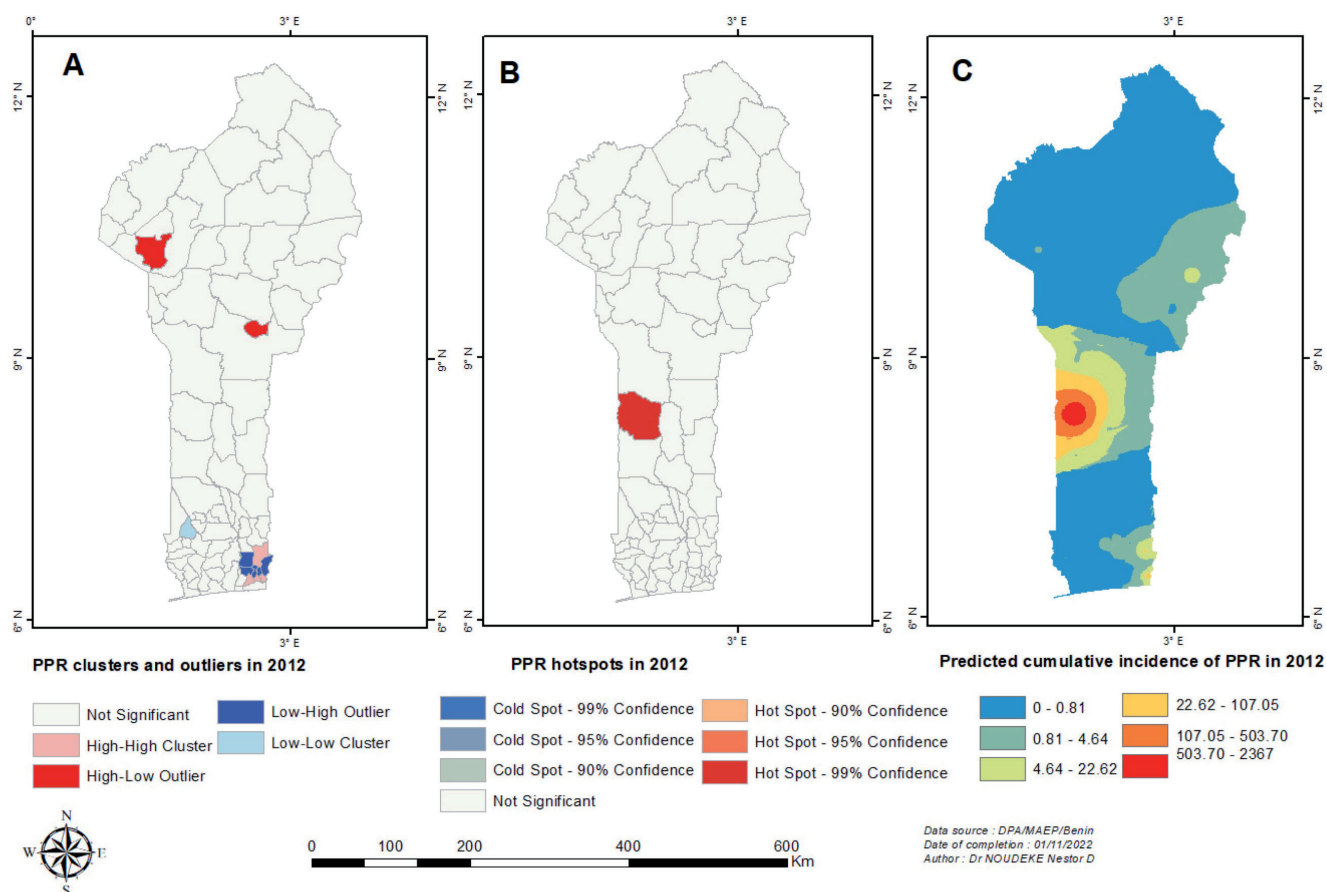 0°
3° E
3° E
3° E
A
B
C
12° N
12° N
12° N
12° N
9° N
9° N
9° N
9° N
6° N
6° N
6° N
6° N
3° E
3° E
3° E
PPR clusters and outliers in 2012
Not Significant
High-High Cluster
High-Low Outlier
Low-High Outlier
Low-Low Cluster
PPR hotspots in 2012
Cold Spot - 99% Confidence
Cold Spot - 95% Confidence
Cold Spot - 90% Confidence
Not Significant
Hot Spot - 90% Confidence
Hot Spot - 95% Confidence
Hot Spot - 99% Confidence
Predicted cumulative incidence of PPR in 2012
0 - 0.81
0.81 - 4.64
4.64 - 22.62
22.62 - 107.05
107.05 - 503.70
503.70 - 2367
N
W E
S
0 100 200 400 600
Km
Data source : DPA/MAEP/Benin
Date of completion : 01/11/2022
Author : Dr NOUDEKE Nestor D